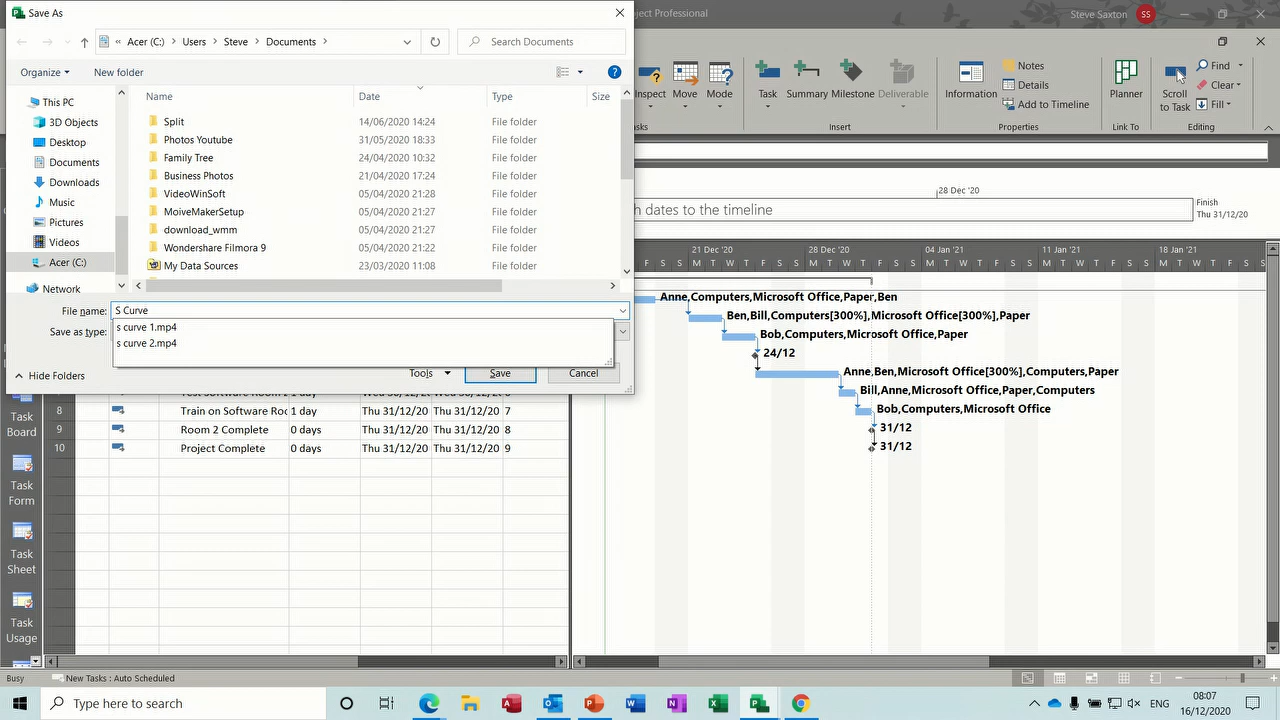 Save As
oject Professional
Steve Saxton
SS
« Acer (C:) > Users > Steve > Documents >
Search Documents
Organize
New folder
This PC
3D Objects
Desktop
Documents
Downloads
Music
Pictures
Videos
Acer (C:)
Network
Name Date Type Size
Split 14/06/2020 14:24 File folder
Photos Youtube 31/05/2020 18:33 File folder
Family Tree 24/04/2020 10:32 File folder
Business Photos 21/04/2020 17:24 File folder
VideoWinSoft 05/04/2020 21:28 File folder
MoiveMakerSetup 05/04/2020 21:27 File folder
download_wmm 05/04/2020 21:27 File folder
Wondershare Filmora 9 05/04/2020 21:22 File folder
My Data Sources 23/03/2020 11:08 File folder
File name: S Curve
s curve 1.mp4
s curve 2.mp4
Save as type:
Hide Folders
Tools
Save
Cancel
Inspect
Move
Mode
Task
Summary
Milestone
Deliverable
Information
Notes
Details
Add to Timeline
Planner
Scroll
to Task
Find
Clear
Fill
ks
Insert
Properties
Link To
Editing
28 Dec '20
h dates to the timeline
Finish
Thu 31/12/20
21 Dec '20 28 Dec '20 04 Jan '21 11 Jan '21 18 Jan '21
F S S M T W T F S S M T W T F S S M T W T F S S M T W T F S S M T W T F S S
Anne,Computers,Microsoft Office,Paper,Ben
Ben,Bill,Computers[300%],Microsoft Office[300%],Paper
Bob,Computers,Microsoft Office,Paper
24/12
Anne,Ben,Microsoft Office[300%],Computers,Paper
Bill,Anne,Microsoft Office,Paper,Computers
Bob,Computers,Microsoft Office
31/12
31/12
8 Train on Software Roo 1 day Thu 31/12/20 Thu 31/12/20 7
9 Room 2 Complete 0 days Thu 31/12/20 Thu 31/12/20 8
10 Project Complete 0 days Thu 31/12/20 Thu 31/12/20 9
Task
Board
Task
Form
Task
Sheet
Task
Usage
Busy
New Tasks : Auto Scheduled
Type here to search
ENG
08:07
16/12/2020